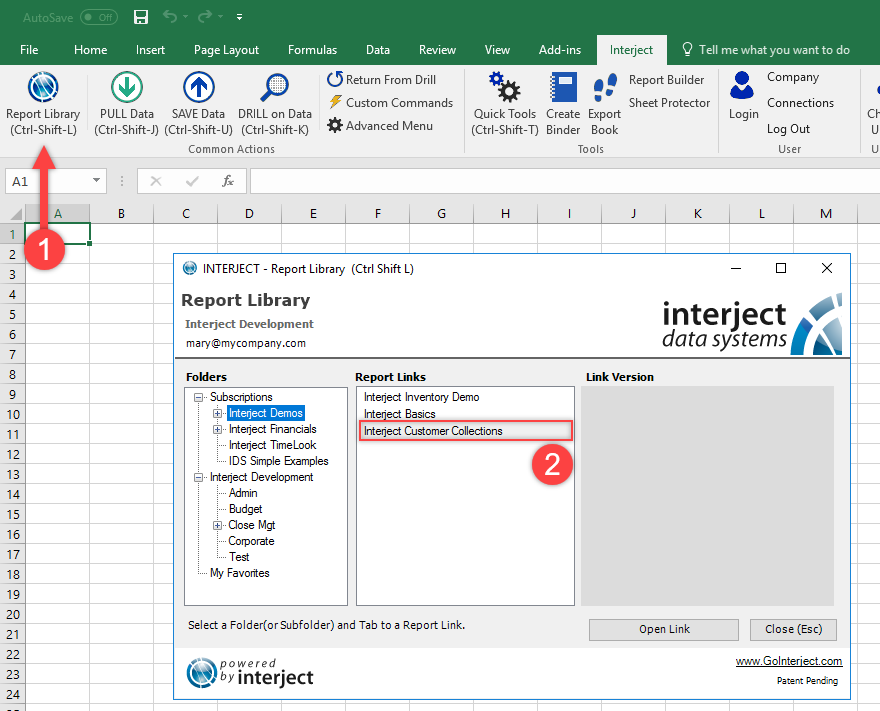 AutoSave Off
File Home Insert Page Layout Formulas Data Review View Add-ins Interject Tell me what you want to do
Report Library
(Ctrl-Shift-L)
PULL Data
(Ctrl-Shift-J)
SAVE Data
(Ctrl-Shift-U)
DRILL on Data
(Ctrl-Shift-K)
Return From Drill
Custom Commands
Advanced Menu
Common Actions
Quick Tools
(Ctrl-Shift-T)
Create
Binder
Export
Book
Report Builder
Sheet Protector
Tools
Login
Company
Connections
Log Out
User
Ch
U
U
A1 fx
A B C D E F G H I J K L M
1
2
3
4
5
6
7
8
9
10
11
12
13
14
15
16
17
18
19
20
21
22
23
24
1
INTERJECT - Report Library (Ctrl Shift L)
Report Library
Interject Development
mary@mycompany.com
interject
data systems
Folders
Subscriptions
Interject Demos
Interject Financials
Interject TimeLook
IDS Simple Examples
Interject Development
Admin
Budget
Close Mgt
Corporate
Test
My Favorites
Report Links
Interject Inventory Demo
Interject Basics
Interject Customer Collections
2
Link Version
Select a Folder(or Subfolder) and Tab to a Report Link.
Open Link
Close (Esc)
powered
by interject
www.GoInterject.com
Patent Pending